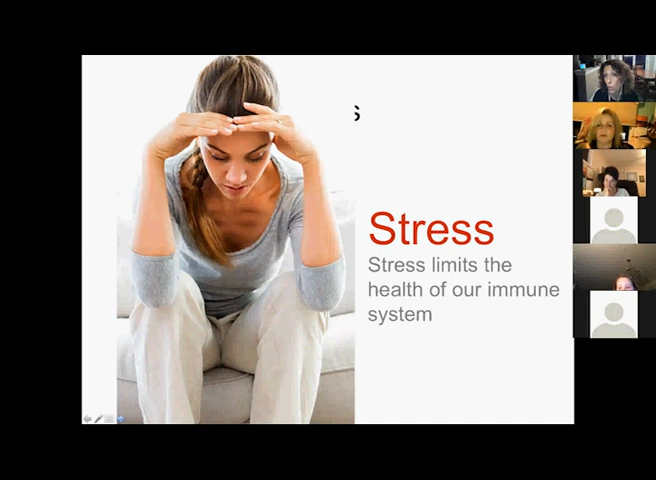 s
Stress
Stress limits the
health of our immune
system